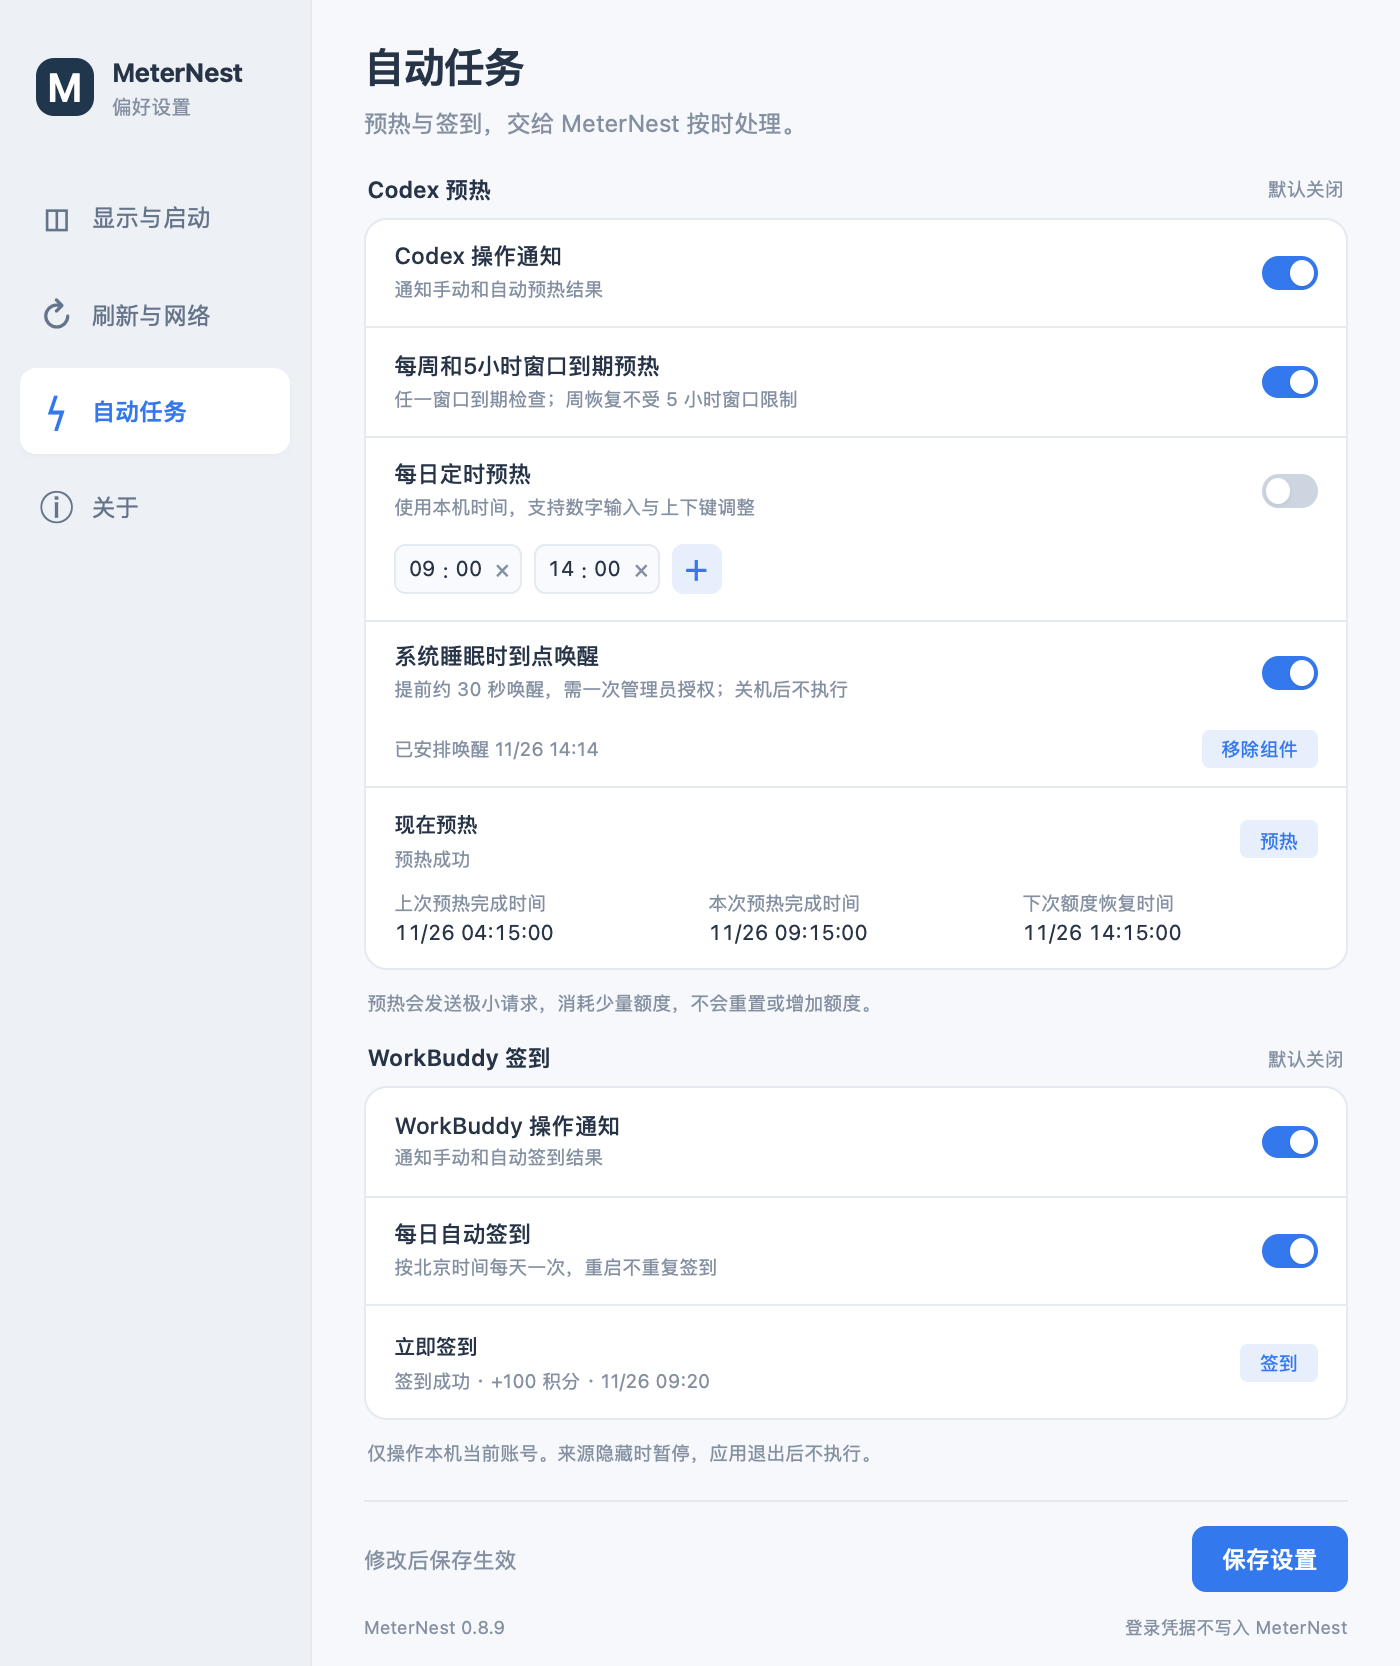 MeterNest
偏好设置
显示与启动
刷新与网络
自动任务
关于
自动任务
预热与签到，交给 MeterNest 按时处理。
Codex 预热
默认关闭
Codex 操作通知
通知手动和自动预热结果
每周和5小时窗口到期预热
任一窗口到期检查；周恢复不受 5 小时窗口限制
每日定时预热
使用本机时间，支持数字输入与上下键调整
09 : 00 × 14 : 00 × +
系统睡眠时到点唤醒
提前约 30 秒唤醒，需一次管理员授权；关机后不执行
已安排唤醒 11/26 14:14
移除组件
现在预热
预热成功
预热
上次预热完成时间 本次预热完成时间 下次额度恢复时间
11/26 04:15:00 11/26 09:15:00 11/26 14:15:00
预热会发送极小请求，消耗少量额度，不会重置或增加额度。
WorkBuddy 签到
默认关闭
WorkBuddy 操作通知
通知手动和自动签到结果
每日自动签到
按北京时间每天一次，重启不重复签到
立即签到
签到成功 · +100 积分 · 11/26 09:20
签到
仅操作本机当前账号。来源隐藏时暂停，应用退出后不执行。
修改后保存生效
保存设置
MeterNest 0.8.9
登录凭据不写入 MeterNest